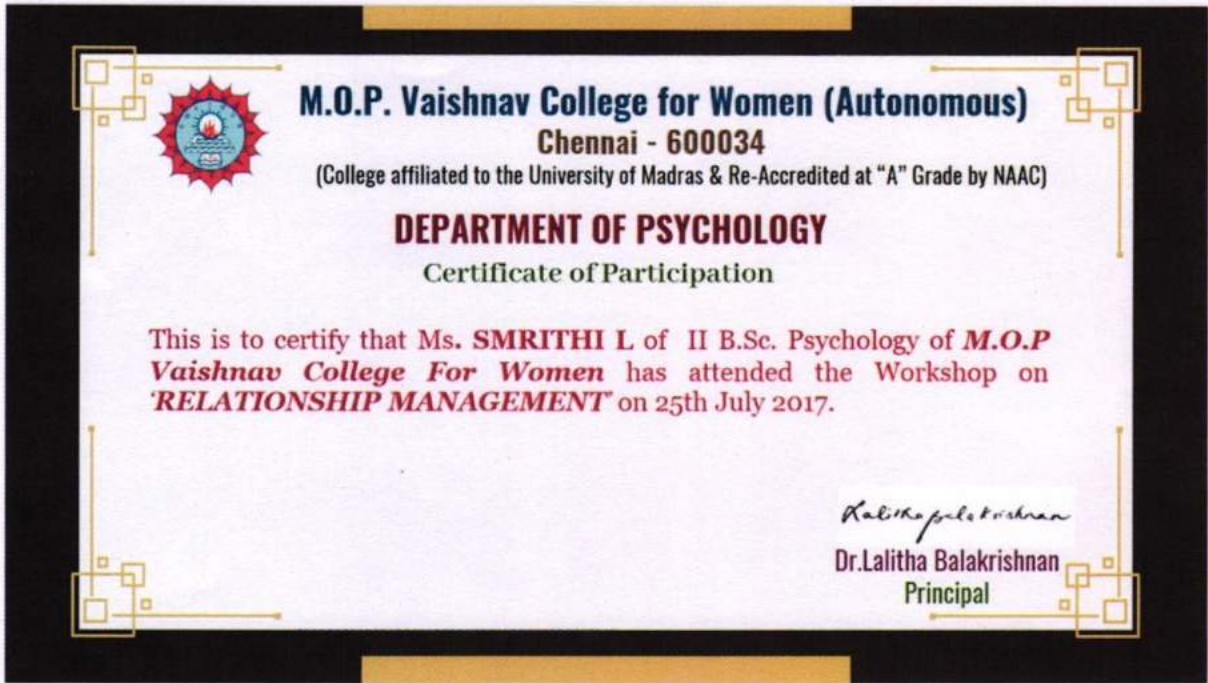 M.O.P. Vaishnav College for Women (Autonomous)
Chennai - 600034
(College affiliated to the University of Madras & Re-Accredited at “A” Grade by NAAC)
DEPARTMENT OF PSYCHOLOGY
Certificate of Participation
This is to certify that Ms. SMRITHI L of II B.Sc. Psychology of M.O.P
Vaishnav College For Women has attended the Workshop on
'RELATIONSHIP MANAGEMENT' on 25th July 2017.
Lalitha Balakrishnan
Dr.Lalitha Balakrishnan
Principal